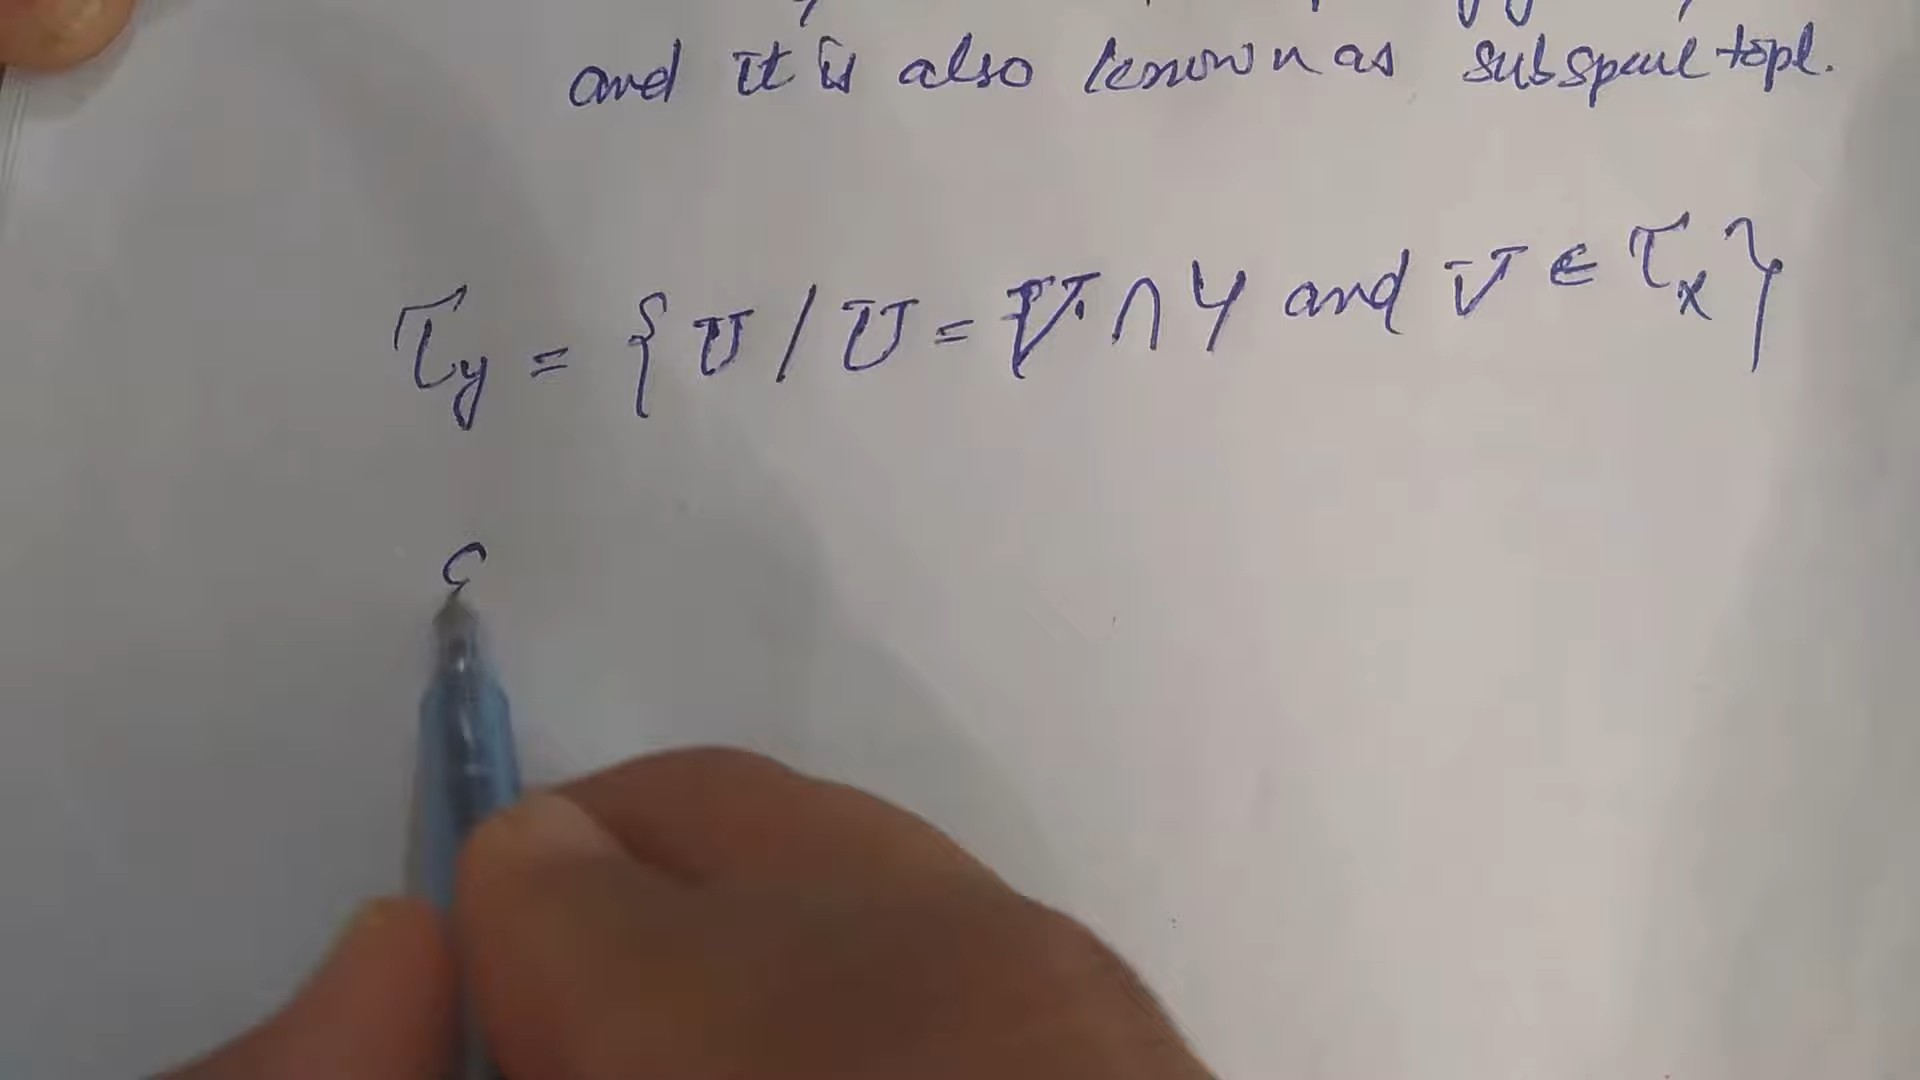 and it is also known as subspace topl.
τy = { U / U = V ∩ Y and V ∈ τx }